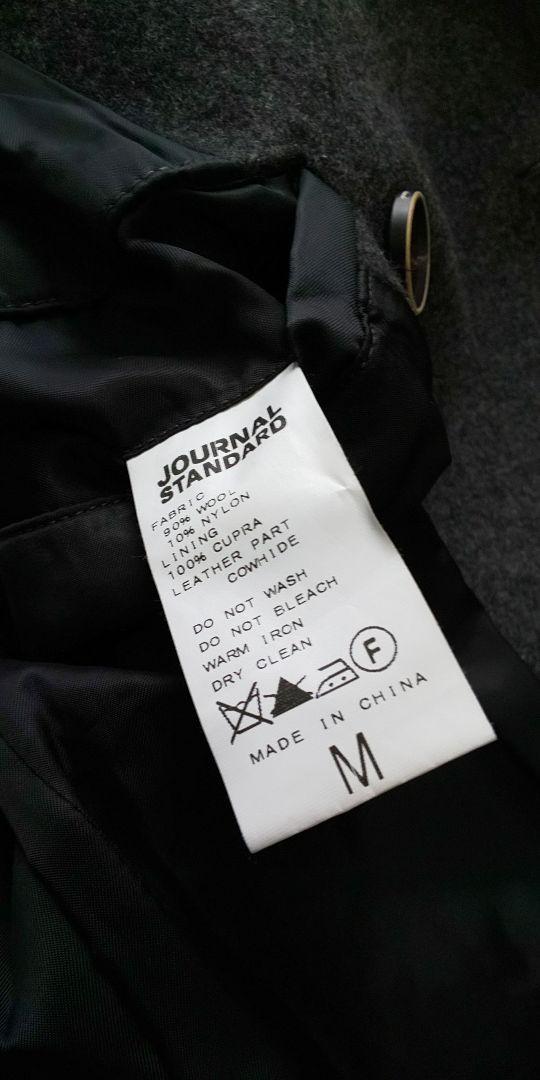 JOURNAL
STANDARD
FABRIC
90% WOOL
10% NYLON
LINING
100% CUPRA
LEATHER PART
COWHIDE
DO NOT WASH
DO NOT BLEACH
WARM IRON
DRY CLEAN
F
MADE IN CHINA
M